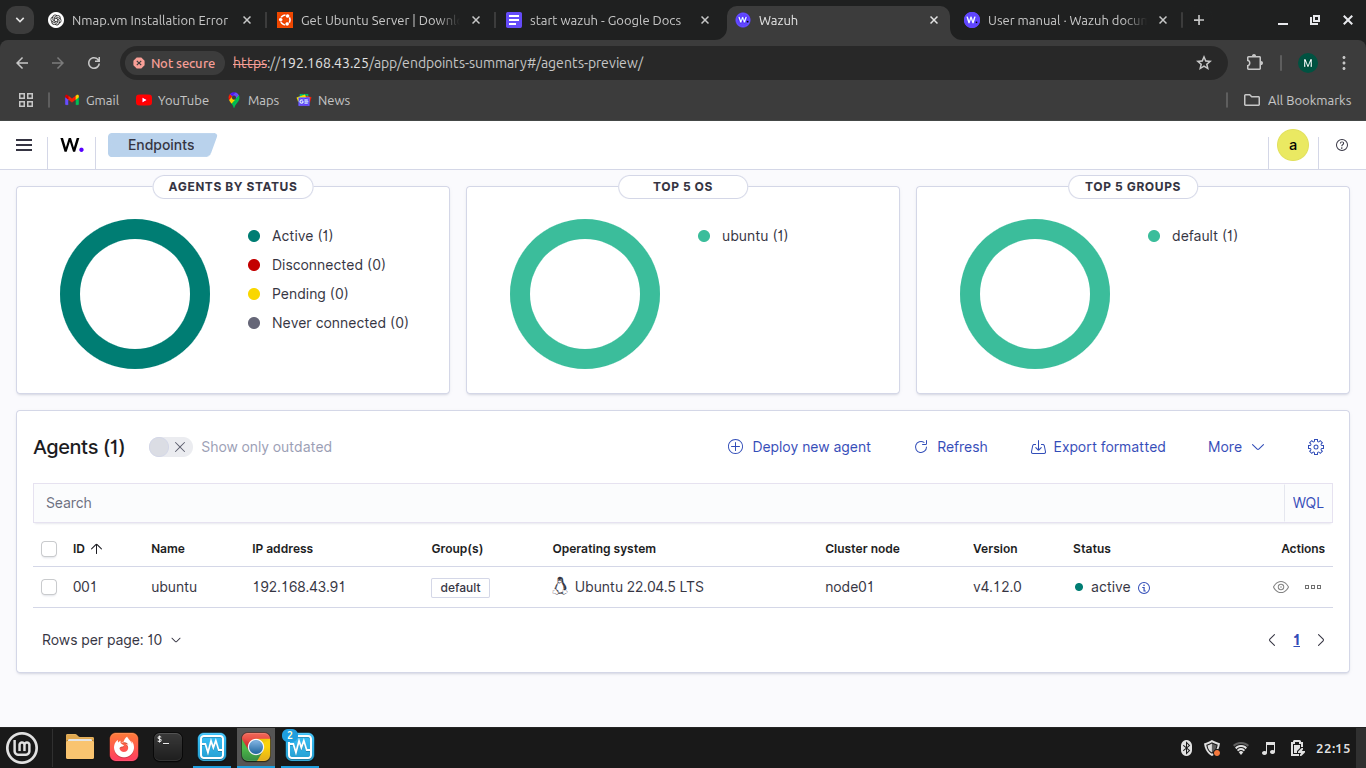 Nmap.vm Installation Error
Get Ubuntu Server | Downl
start wazuh - Google Docs
Wazuh
User manual · Wazuh docum
Not secure
https://192.168.43.25/app/endpoints-summary#/agents-preview/
M
Gmail
YouTube
Maps
News
All Bookmarks
W.
Endpoints
a
AGENTS BY STATUS
Active (1)
Disconnected (0)
Pending (0)
Never connected (0)
TOP 5 OS
ubuntu (1)
TOP 5 GROUPS
default (1)
Agents (1)
Show only outdated
Deploy new agent
Refresh
Export formatted
More
Search
WQL
ID Name IP address Group(s) Operating system Cluster node Version Status Actions
001 ubuntu 192.168.43.91 default Ubuntu 22.04.5 LTS node01 v4.12.0 active
Rows per page: 10
1
2
22:15